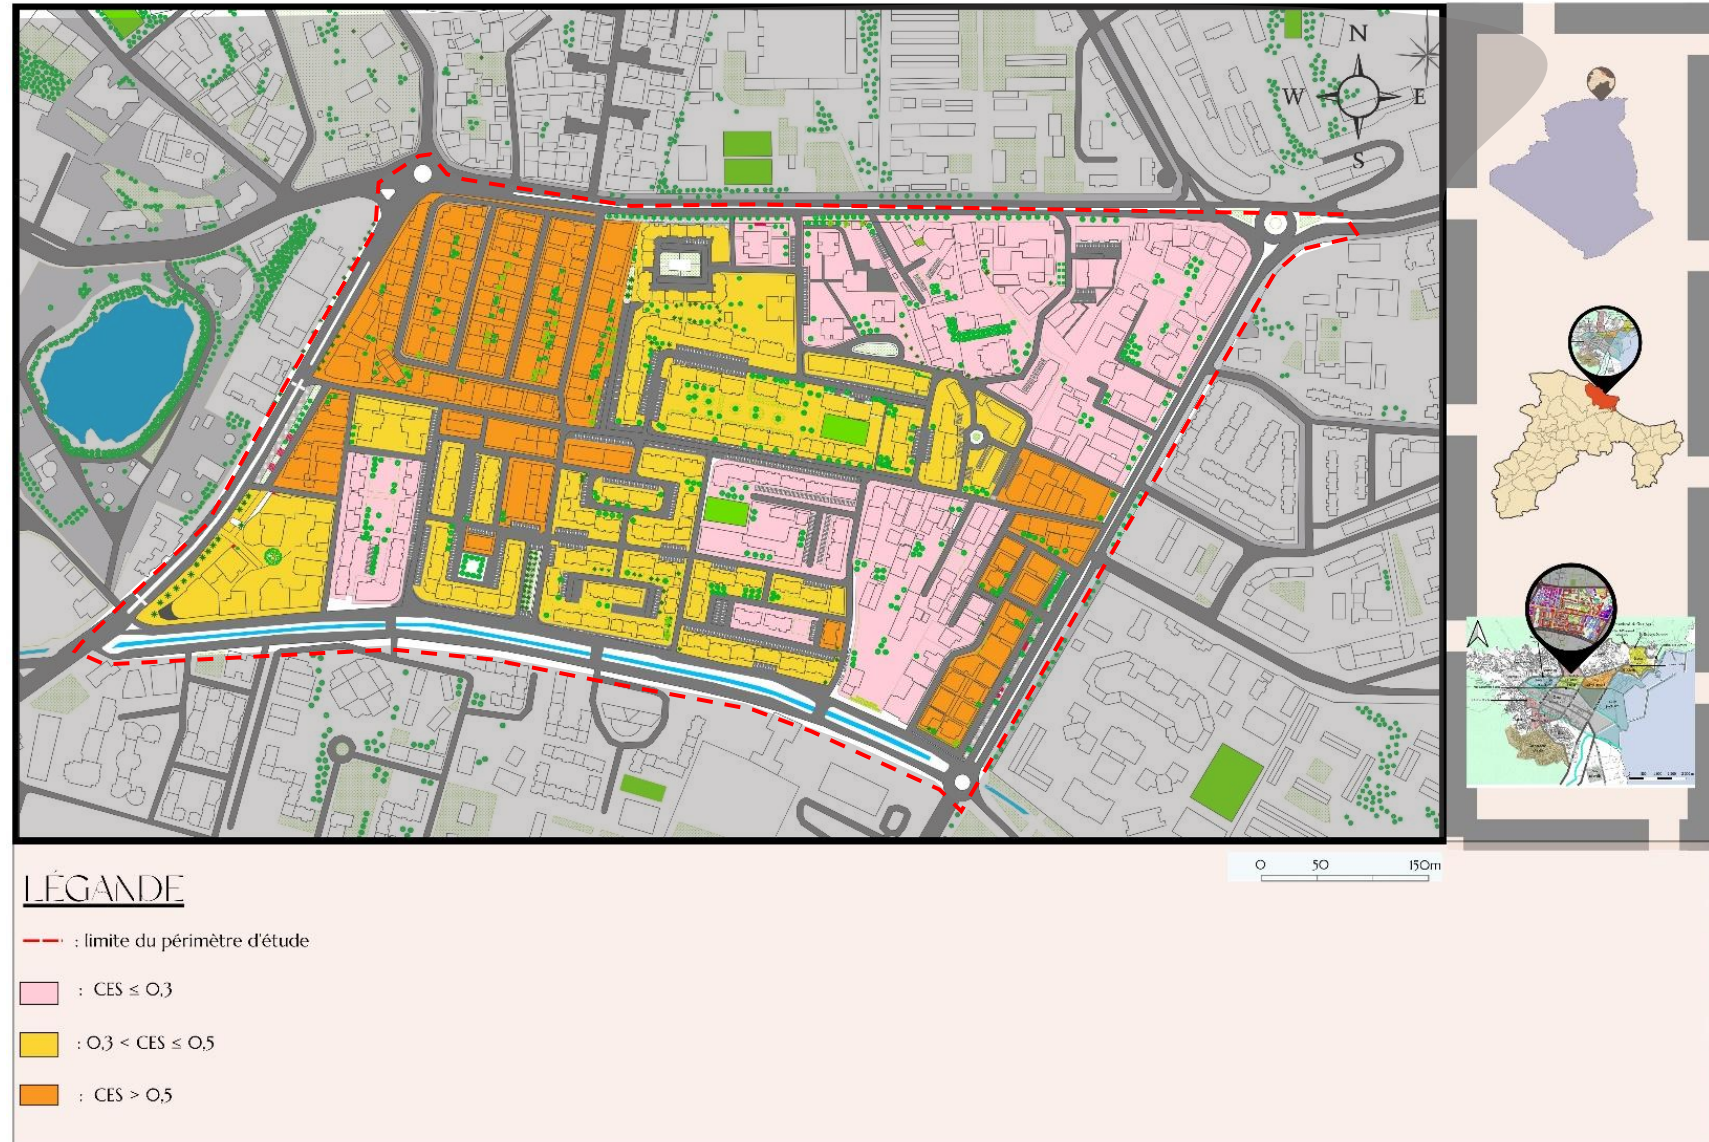 N
W
E
S
0 50 150m
LÉGANDE
: limite du périmètre d'étude
: CES ≤ 0,3
: 0,3 < CES ≤ 0,5
: CES > 0,5